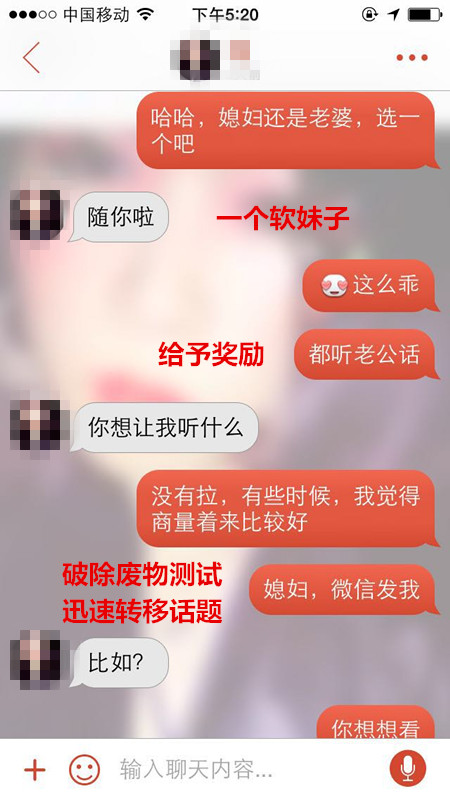 中国移动 下午5:20
哈哈，媳妇还是老婆，选一
个吧
随你啦
一个软妹子
这么乖
给予奖励
都听老公话
你想让我听什么
没有拉，有些时候，我觉得
商量着来比较好
破除废物测试
迅速转移话题
媳妇，微信发我
比如？
你想想看
输入聊天内容...